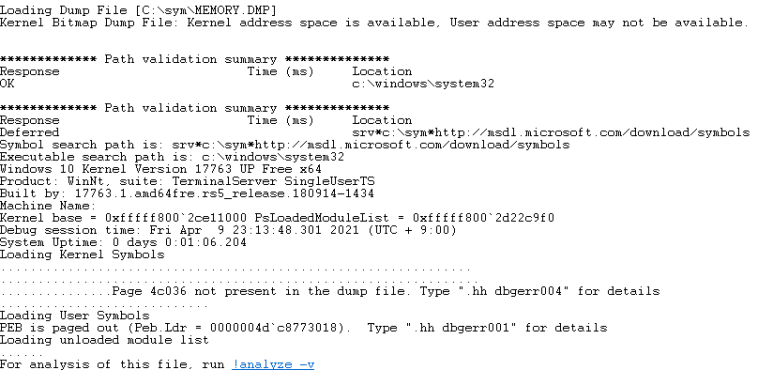 Loading Dump File [C:\sym\MEMORY.DMP]
Kernel Bitmap Dump File: Kernel address space is available, User address space may not be available.
************* Path validation summary **************
Response Time (ms) Location
OK c:\windows\system32
************* Path validation summary **************
Response Time (ms) Location
Deferred srv*c:\sym*http://msdl.microsoft.com/download/symbols
Symbol search path is: srv*c:\sym*http://msdl.microsoft.com/download/symbols
Executable search path is: c:\windows\system32
Windows 10 Kernel Version 17763 UP Free x64
Product: WinNt, suite: TerminalServer SingleUserTS
Built by: 17763.1.amd64fre.rs5_release.180914-1434
Machine Name:
Kernel base = 0xfffff800`2ce11000 PsLoadedModuleList = 0xfffff800`2d22c9f0
Debug session time: Fri Apr  9 23:13:48.301 2021 (UTC + 9:00)
System Uptime: 0 days 0:01:06.204
Loading Kernel Symbols
...............................................................
................................................................
...............Page 4c036 not present in the dump file. Type ".hh dbgerr004" for details
............................
Loading User Symbols
PEB is paged out (Peb.Ldr = 0000004d`c8773018).  Type ".hh dbgerr001" for details
Loading unloaded module list
......
For analysis of this file, run !analyze -v